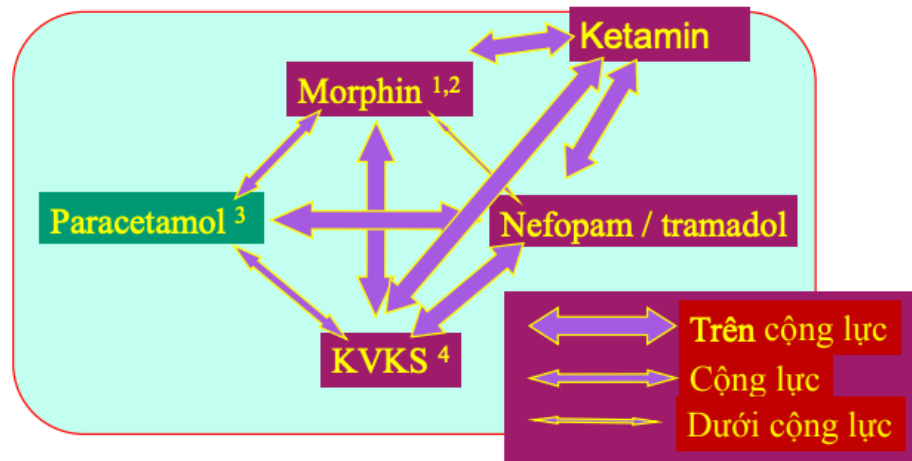 Ketamin
Morphin 1,2
Paracetamol 3
Nefopam / tramadol
KVKS 4
Trên cộng lực
Cộng lực
Dưới cộng lực